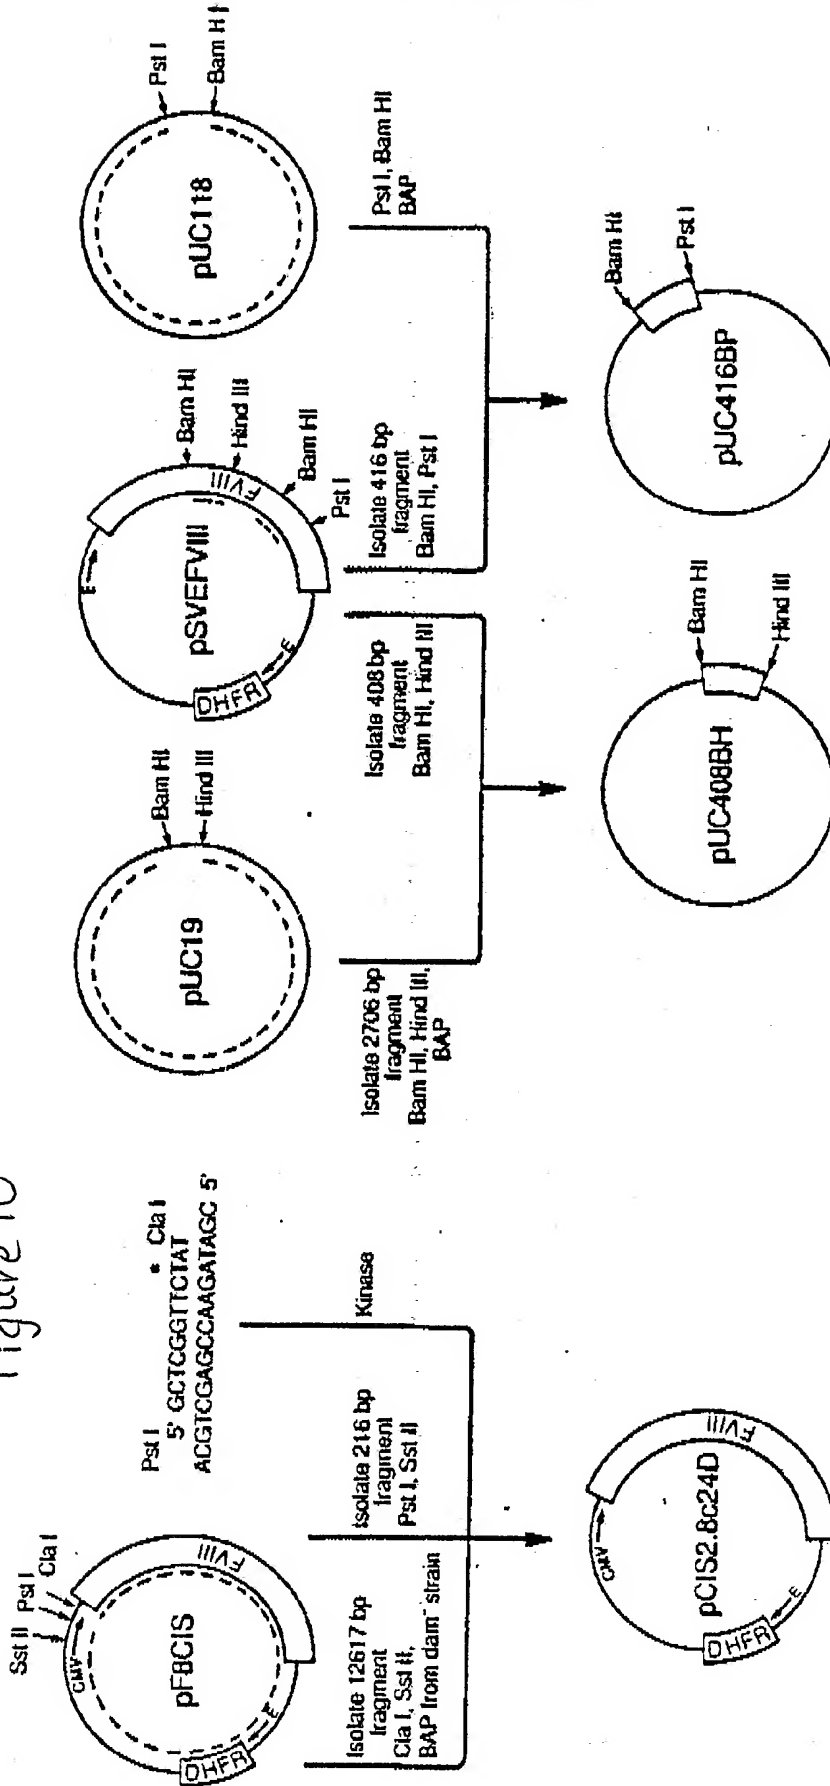 Figure 10
Sst II
Pst I
Cla I
CMV
FVIII
pF8CIS
DHFR
E
Pst I * Cla I
5' GCTCGGTTCTAT
ACGTCGAGCCAAGATAGC 5'
Isolate 12617 bp
fragment
Cla I, Sst II,
BAP from dam⁻ strain
Isolate 216 bp
fragment
Pst I, Sst II
Kinase
CMV
FVIII
pCIS2.8c24D
DHFR
E
pUC19
Bam HI
Hind III
E
pSVEFVIII
FVIII
DHFR
E
Bam HI
Hind III
Bam HI
Pst I
pUC118
Pst I
Bam HI
Isolate 2706 bp
fragment
Bam HI, Hind III,
BAP
Isolate 408 bp
fragment
Bam HI, Hind III
Isolate 416 bp
fragment
Bam HI, Pst I
Pst I, Bam HI
BAP
pUC408BH
Bam HI
Hind III
pUC416BP
Bam HI
Pst I